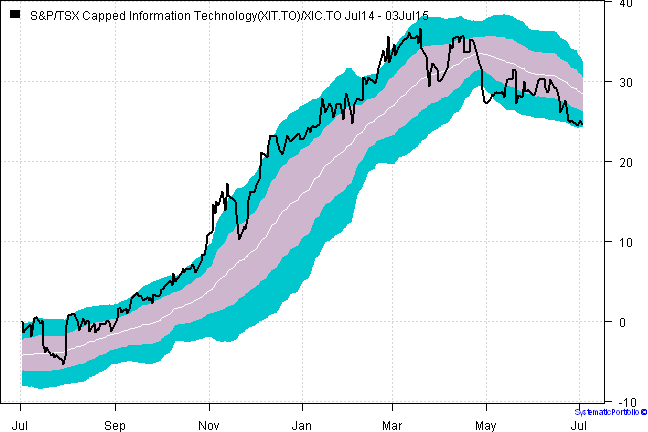 S&P/TSX Capped Information Technology(XIT.TO)/XIC.TO Jul14 - 03Jul15
40
30
20
10
0
-10
Jul Sep Nov Jan Mar May Jul
SystematicPortfolio ©